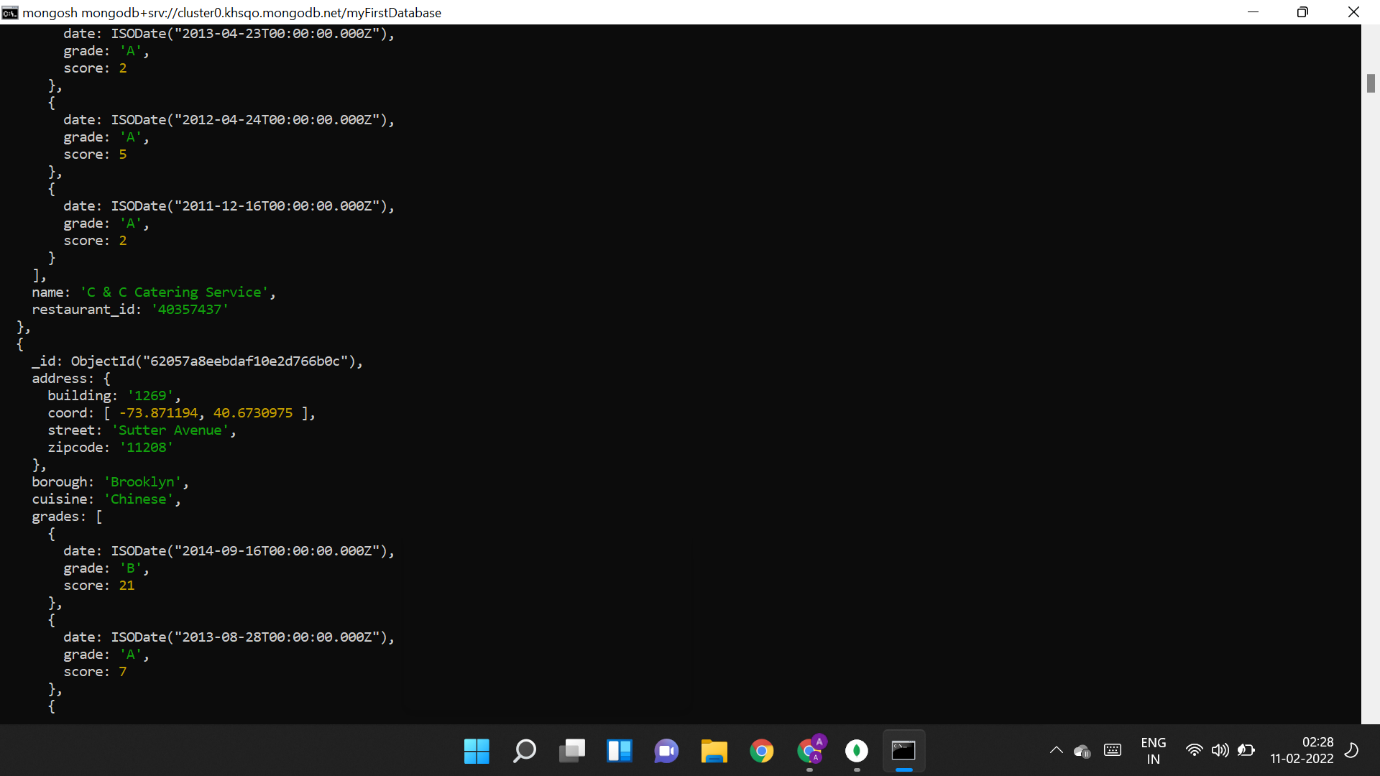 mongosh mongodb+srv://cluster0.khsqo.mongodb.net/myFirstDatabase
date: ISODate("2013-04-23T00:00:00.000Z"),
grade: 'A',
score: 2
},
{
date: ISODate("2012-04-24T00:00:00.000Z"),
grade: 'A',
score: 5
},
{
date: ISODate("2011-12-16T00:00:00.000Z"),
grade: 'A',
score: 2
}
],
name: 'C & C Catering Service',
restaurant_id: '40357437'
},
{
_id: ObjectId("62057a8eebdaf10e2d766b0c"),
address: {
building: '1269',
coord: [ -73.871194, 40.6730975 ],
street: 'Sutter Avenue',
zipcode: '11208'
},
borough: 'Brooklyn',
cuisine: 'Chinese',
grades: [
{
date: ISODate("2014-09-16T00:00:00.000Z"),
grade: 'B',
score: 21
},
{
date: ISODate("2013-08-28T00:00:00.000Z"),
grade: 'A',
score: 7
},
{
A
A
ENG
IN
02:28
11-02-2022